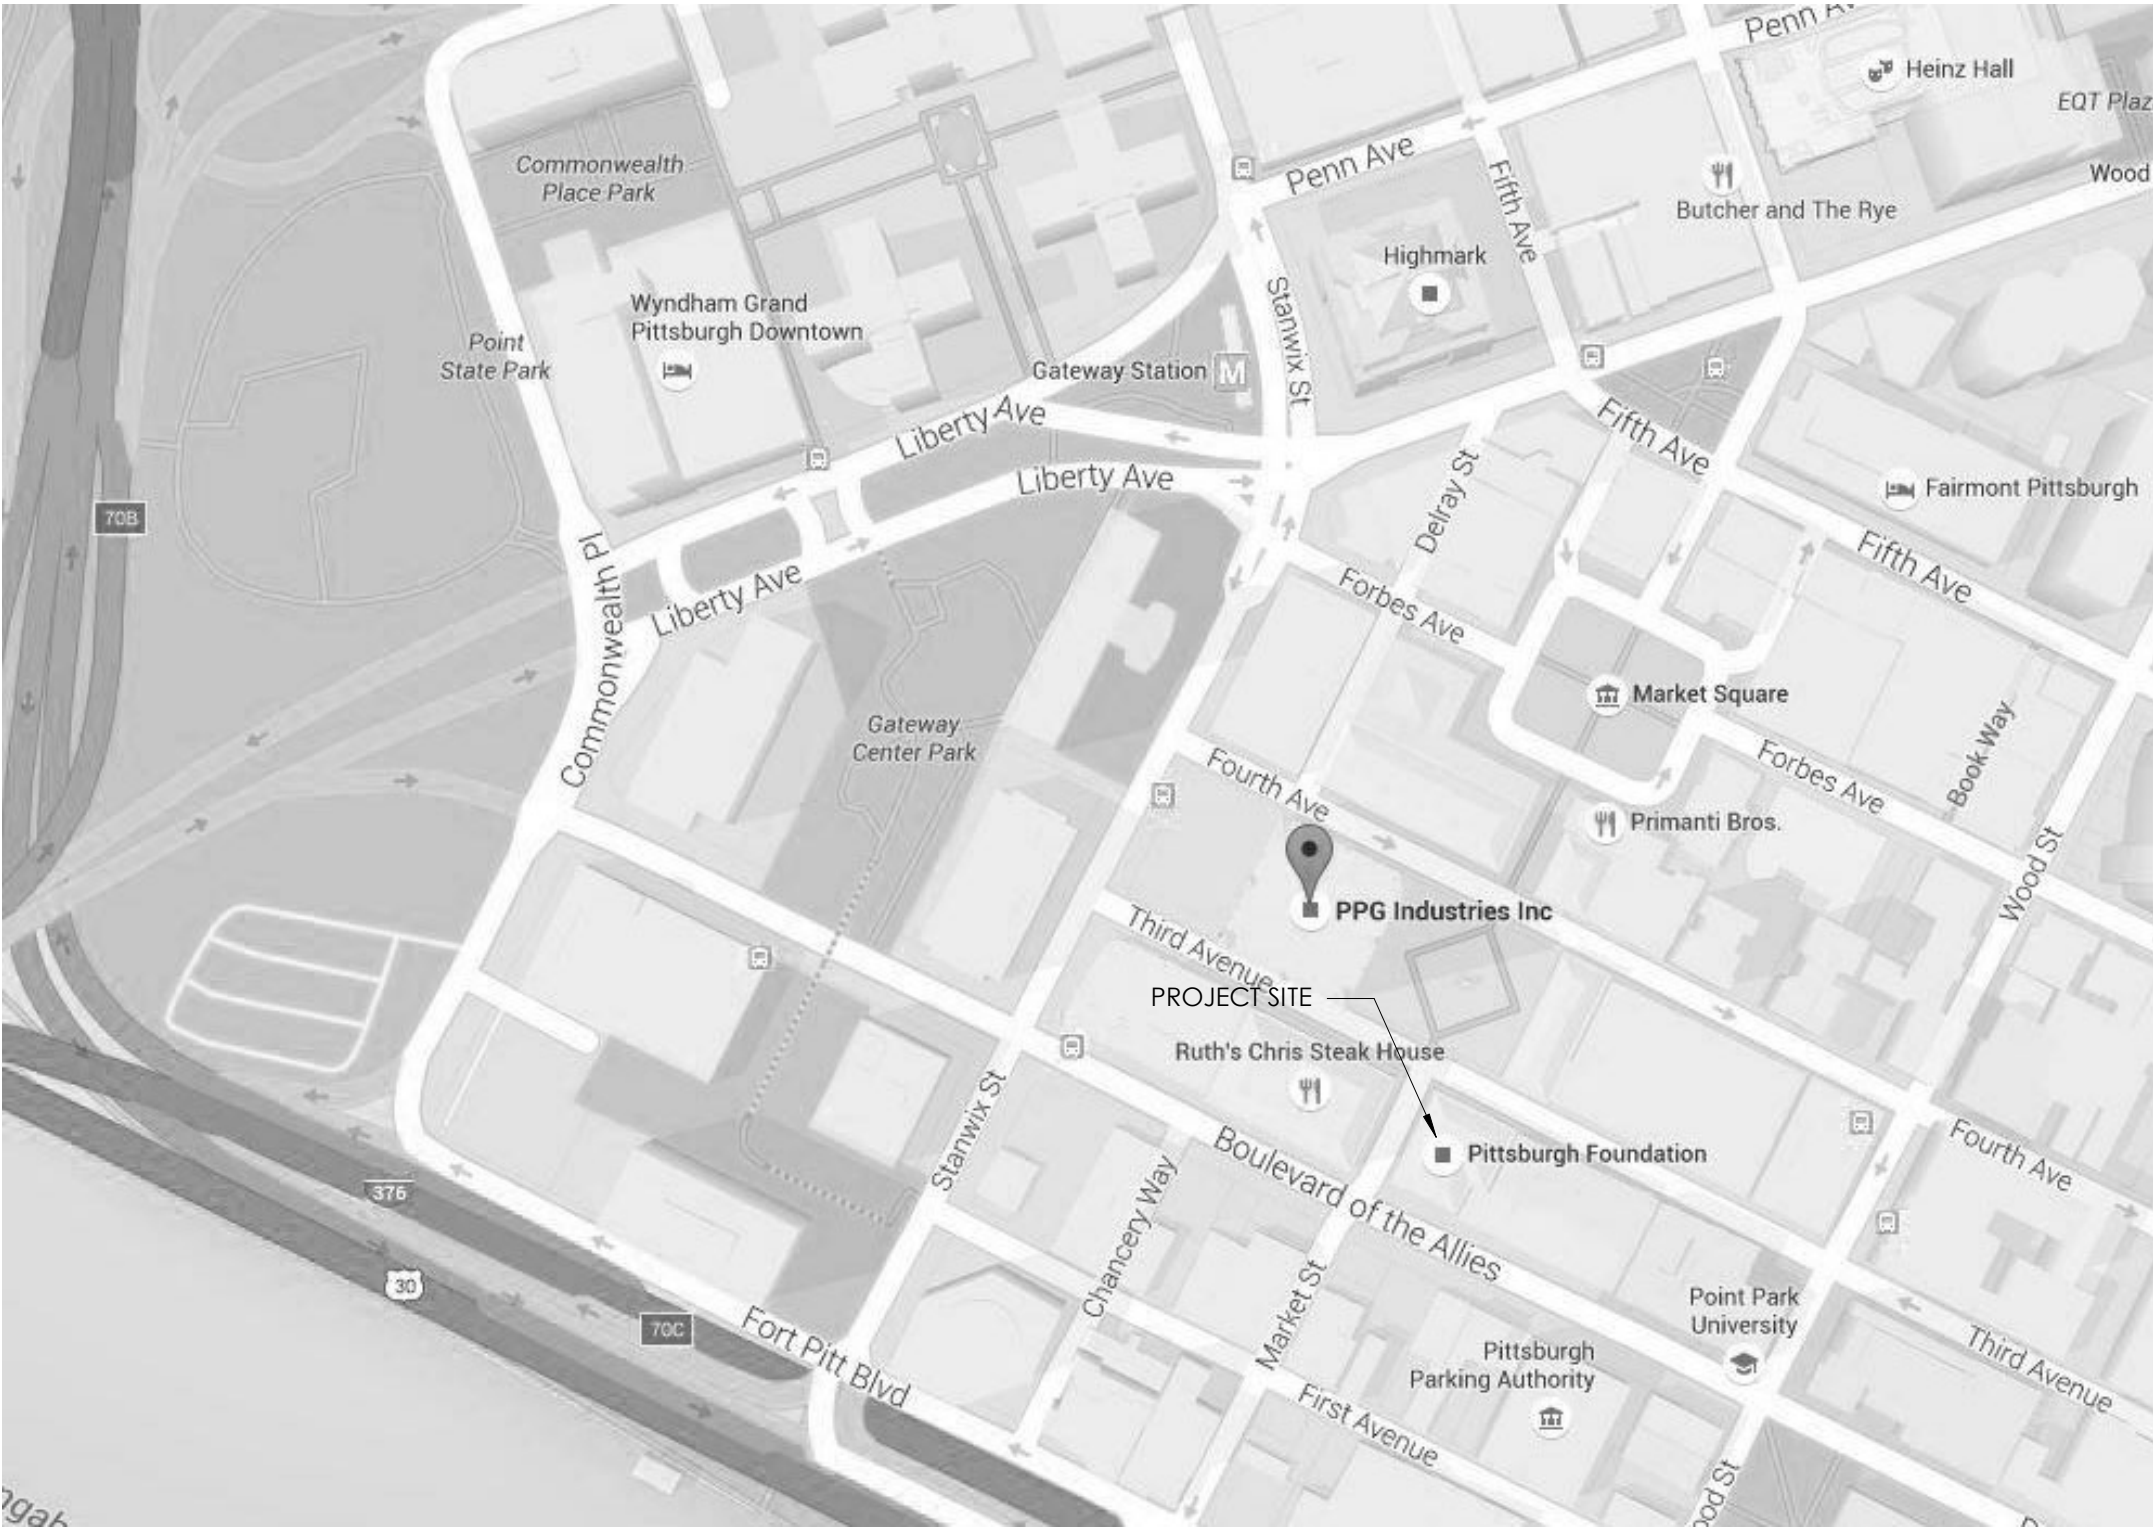 Penn Av
Heinz Hall
EQT Plaz
Commonwealth
Place Park
Penn Ave
Fifth Ave
Wood
Butcher and The Rye
Highmark
Stanwix St
Wyndham Grand
Pittsburgh Downtown
Point
State Park
Gateway Station
M
Liberty Ave
Fifth Ave
Liberty Ave
Delray St
Fairmont Pittsburgh
70B
Commonwealth Pl
Liberty Ave
Forbes Ave
Fifth Ave
Market Square
Gateway
Center Park
Book Way
Fourth Ave
Forbes Ave
Primanti Bros.
Wood St
PPG Industries Inc
Third Avenue
PROJECT SITE
Ruth's Chris Steak House
Stanwix St
Boulevard of the Allies
Pittsburgh Foundation
Fourth Ave
376
Chancery Way
30
70C
Fort Pitt Blvd
Market St
Point Park
University
Third Avenue
Pittsburgh
Parking Authority
First Avenue
ood St
ngah